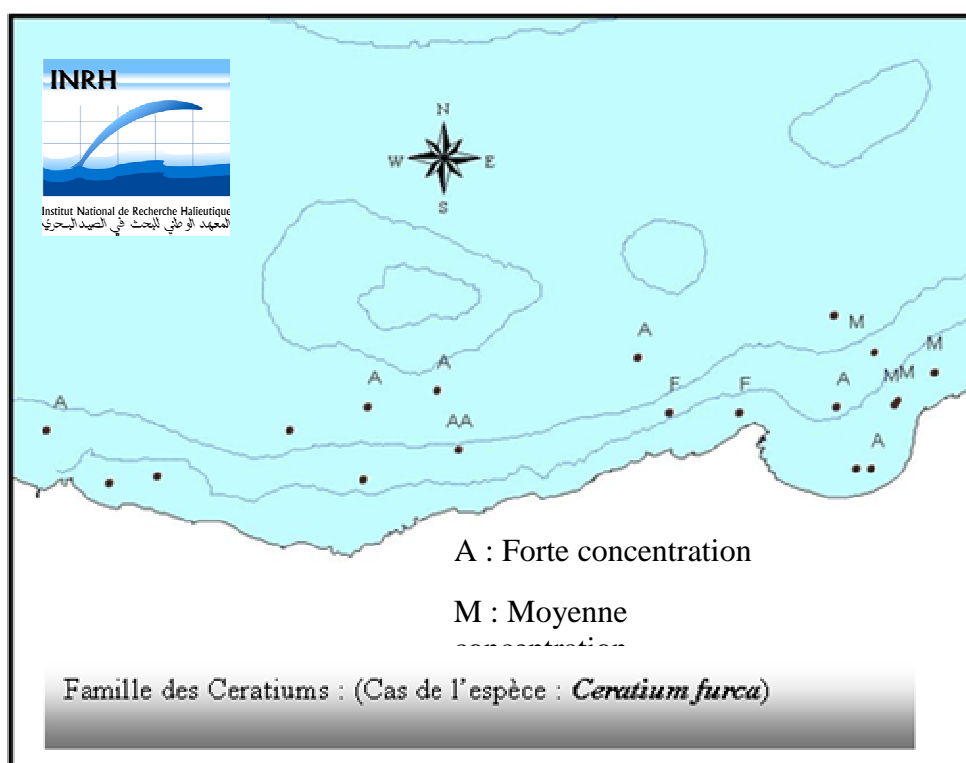 INRH
Institut National de Recherche Halieutique
المعهد الوطني للبحث في الصيد البحري
N
W E
S
A
M
M
A
A
A
F
F
A
M M
A
AA
A
A : Forte concentration
M : Moyenne
concentration
Famille des Ceratiums : (Cas de l'espèce : Ceratium furca)